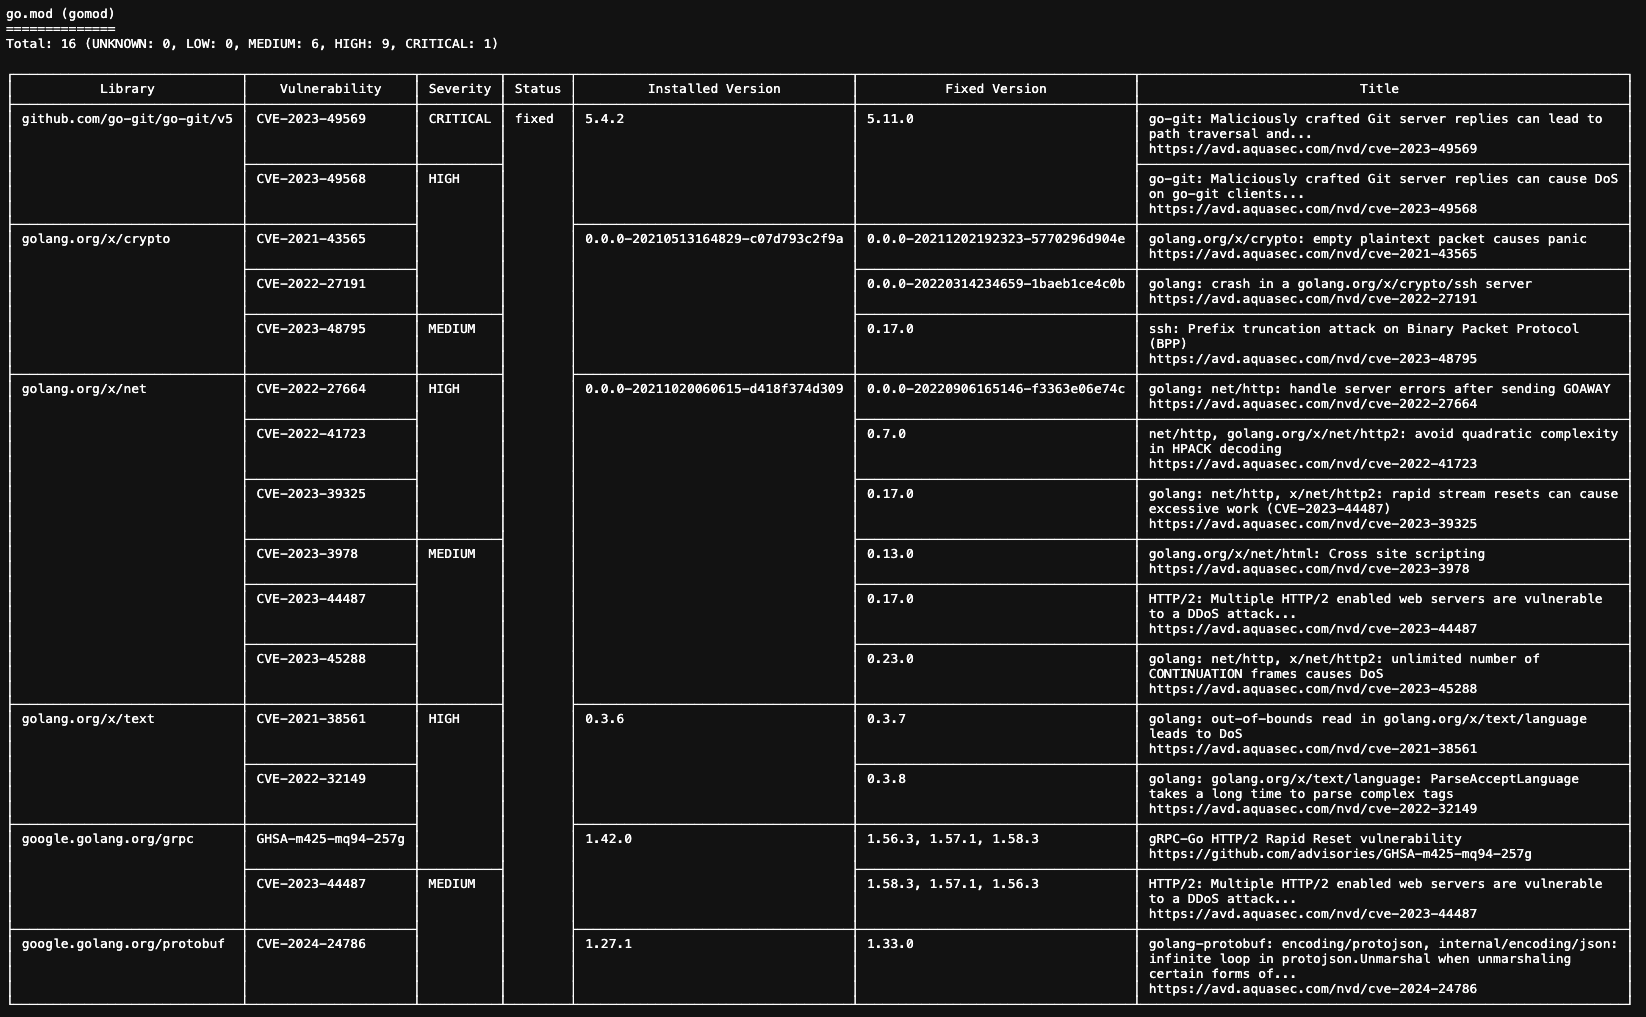 go.mod (gomod)
==============
Total: 16 (UNKNOWN: 0, LOW: 0, MEDIUM: 6, HIGH: 9, CRITICAL: 1)
Library Vulnerability Severity Status Installed Version Fixed Version Title
github.com/go-git/go-git/v5 CVE-2023-49569 CRITICAL fixed 5.4.2 5.11.0 go-git: Maliciously crafted Git server replies can lead to
path traversal and...
https://avd.aquasec.com/nvd/cve-2023-49569
CVE-2023-49568 HIGH go-git: Maliciously crafted Git server replies can cause DoS
on go-git clients...
https://avd.aquasec.com/nvd/cve-2023-49568
golang.org/x/crypto CVE-2021-43565 0.0.0-20210513164829-c07d793c2f9a 0.0.0-20211202192323-5770296d904e golang.org/x/crypto: empty plaintext packet causes panic
https://avd.aquasec.com/nvd/cve-2021-43565
CVE-2022-27191 0.0.0-20220314234659-1baeb1ce4c0b golang: crash in a golang.org/x/crypto/ssh server
https://avd.aquasec.com/nvd/cve-2022-27191
CVE-2023-48795 MEDIUM 0.17.0 ssh: Prefix truncation attack on Binary Packet Protocol
(BPP)
https://avd.aquasec.com/nvd/cve-2023-48795
golang.org/x/net CVE-2022-27664 HIGH 0.0.0-20211020060615-d418f374d309 0.0.0-20220906165146-f3363e06e74c golang: net/http: handle server errors after sending GOAWAY
https://avd.aquasec.com/nvd/cve-2022-27664
CVE-2022-41723 0.7.0 net/http, golang.org/x/net/http2: avoid quadratic complexity
in HPACK decoding
https://avd.aquasec.com/nvd/cve-2022-41723
CVE-2023-39325 0.17.0 golang: net/http, x/net/http2: rapid stream resets can cause
excessive work (CVE-2023-44487)
https://avd.aquasec.com/nvd/cve-2023-39325
CVE-2023-3978 MEDIUM 0.13.0 golang.org/x/net/html: Cross site scripting
https://avd.aquasec.com/nvd/cve-2023-3978
CVE-2023-44487 0.17.0 HTTP/2: Multiple HTTP/2 enabled web servers are vulnerable
to a DDoS attack...
https://avd.aquasec.com/nvd/cve-2023-44487
CVE-2023-45288 0.23.0 golang: net/http, x/net/http2: unlimited number of
CONTINUATION frames causes DoS
https://avd.aquasec.com/nvd/cve-2023-45288
golang.org/x/text CVE-2021-38561 HIGH 0.3.6 0.3.7 golang: out-of-bounds read in golang.org/x/text/language
leads to DoS
https://avd.aquasec.com/nvd/cve-2021-38561
CVE-2022-32149 0.3.8 golang: golang.org/x/text/language: ParseAcceptLanguage
takes a long time to parse complex tags
https://avd.aquasec.com/nvd/cve-2022-32149
google.golang.org/grpc GHSA-m425-mq94-257g 1.42.0 1.56.3, 1.57.1, 1.58.3 gRPC-Go HTTP/2 Rapid Reset vulnerability
https://github.com/advisories/GHSA-m425-mq94-257g
CVE-2023-44487 MEDIUM 1.58.3, 1.57.1, 1.56.3 HTTP/2: Multiple HTTP/2 enabled web servers are vulnerable
to a DDoS attack...
https://avd.aquasec.com/nvd/cve-2023-44487
google.golang.org/protobuf CVE-2024-24786 1.27.1 1.33.0 golang-protobuf: encoding/protojson, internal/encoding/json:
infinite loop in protojson.Unmarshal when unmarshaling
certain forms of...
https://avd.aquasec.com/nvd/cve-2024-24786